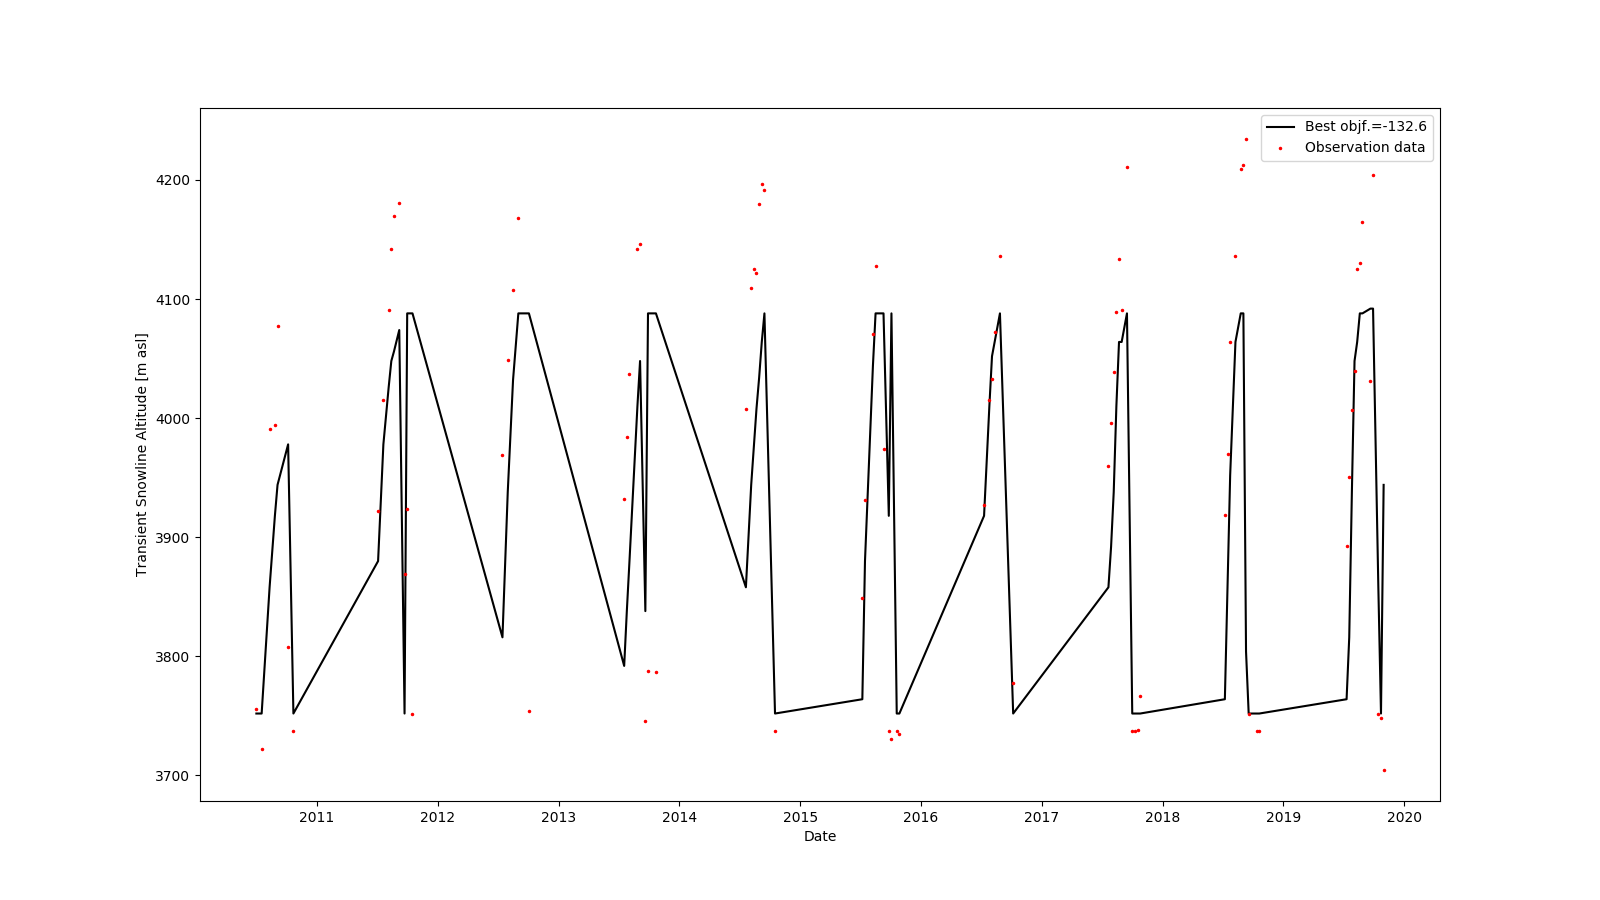 Best objf.=-132.6
Observation data
4200
4100
4000
3900
3800
3700
Transient Snowline Altitude [m asl]
2011 2012 2013 2014 2015 2016 2017 2018 2019 2020
Date